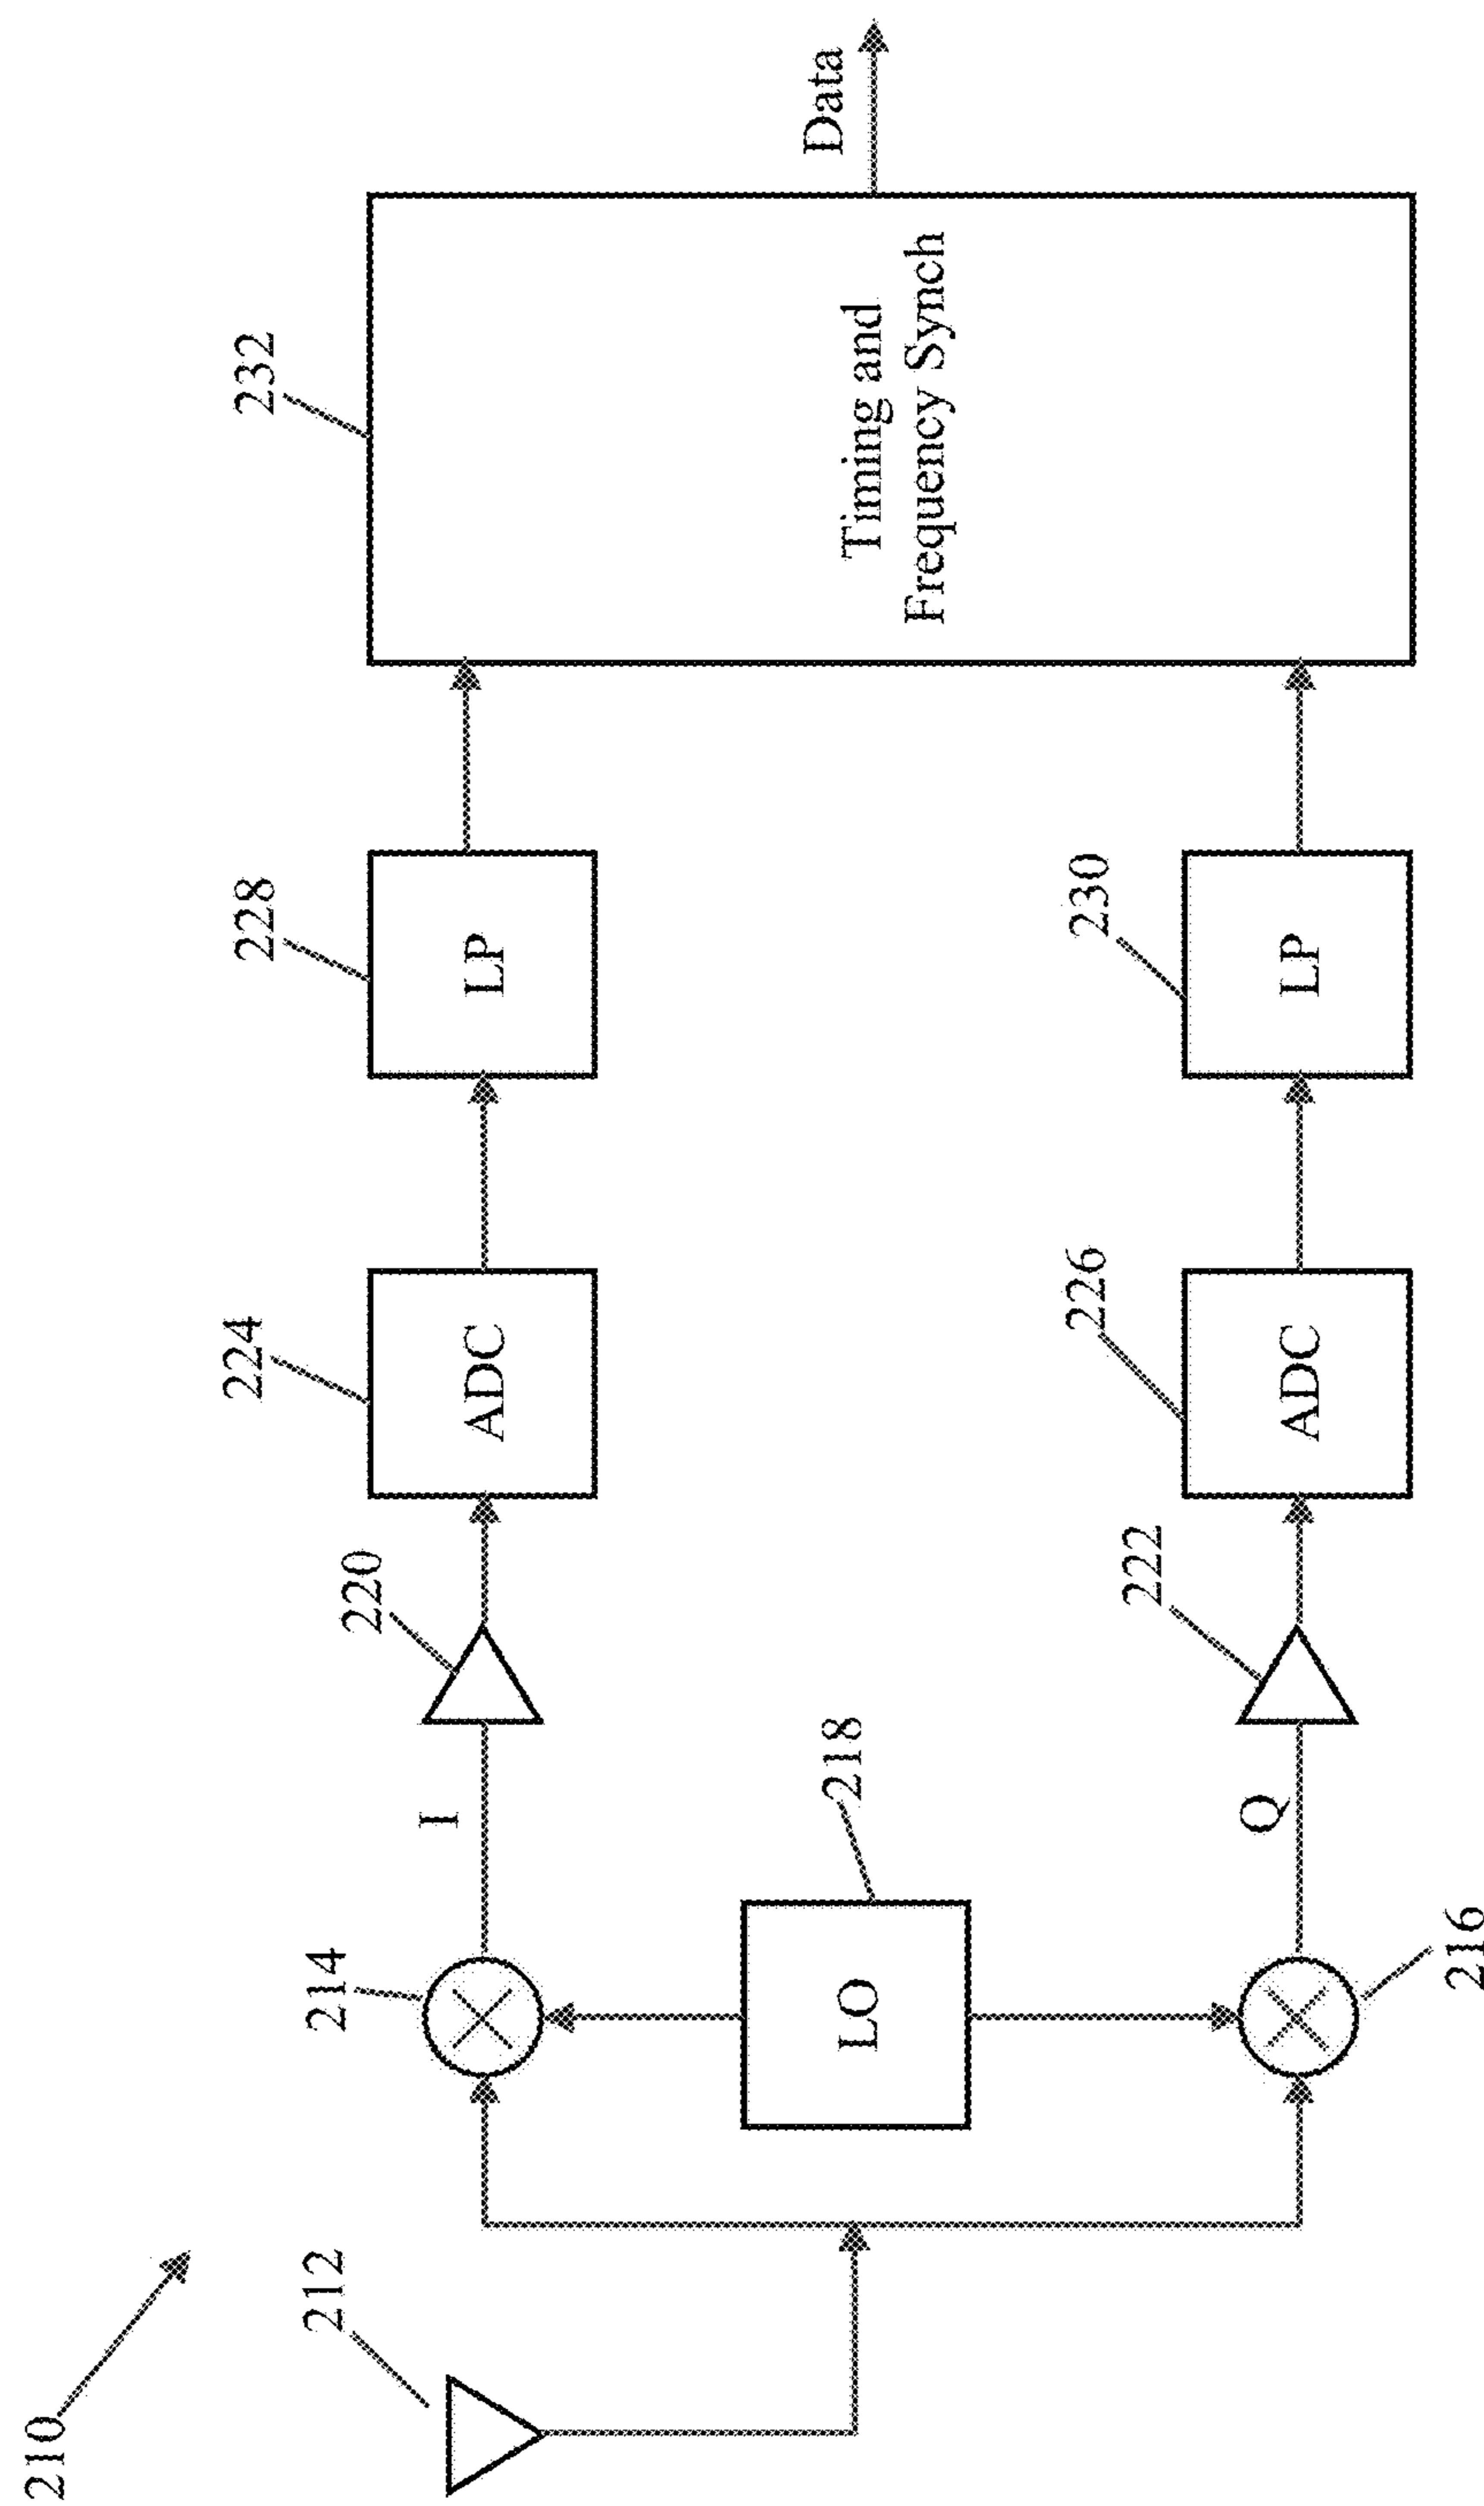 210
212
214
I
220
224
ADC
228
LP
232
Timing and
Frequency Synch
Data
LO
218
216
Q
222
226
ADC
230
LP